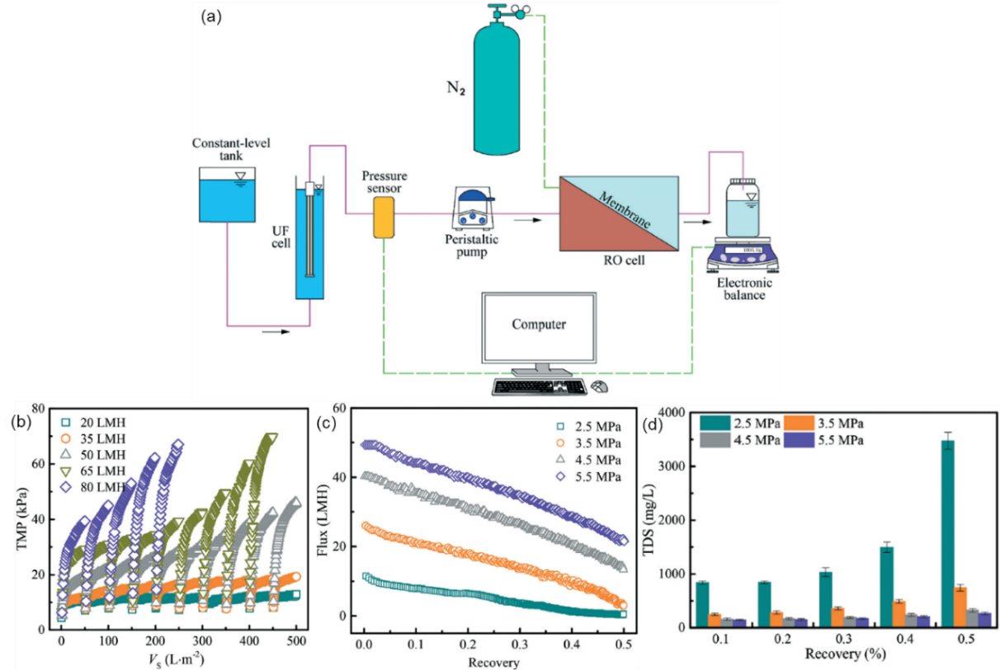 (a)
N2
Constant-level
tank
UF
cell
Pressure
sensor
Peristaltic
pump
Membrane
RO cell
Electronic
balance
Computer
(b)
80
60
40
20
0
TMP (kPa)
20 LMH
35 LMH
50 LMH
65 LMH
80 LMH
0 100 200 300 400 500
VS (L·m-2)
(c)
60
40
20
0
Flux (LMH)
2.5 MPa
3.5 MPa
4.5 MPa
5.5 MPa
0.0 0.1 0.2 0.3 0.4 0.5
Recovery
(d)
4000
3000
2000
1000
0
TDS (mg/L)
2.5 MPa 3.5 MPa
4.5 MPa 5.5 MPa
0.1 0.2 0.3 0.4 0.5
Recovery (%)